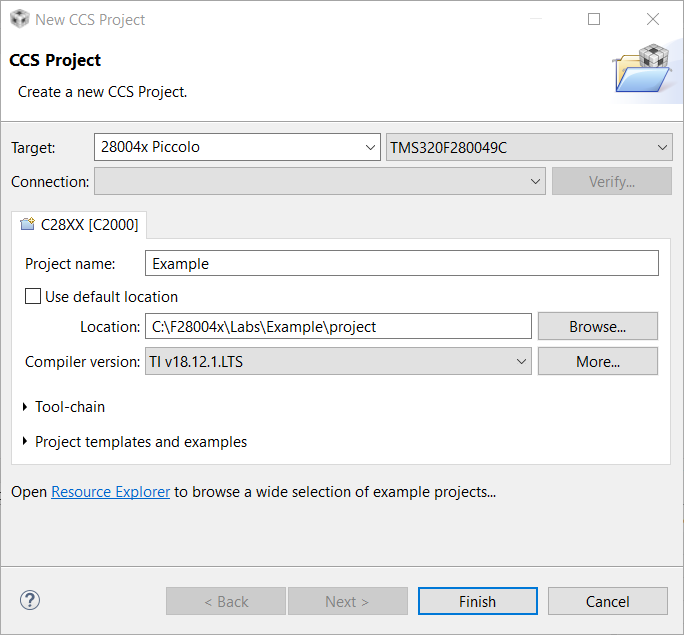 New CCS Project
CCS Project
Create a new CCS Project.
Target: 28004x Piccolo TMS320F280049C
Connection: Verify...
C28XX [C2000]
Project name: Example
Use default location
Location: C:\F28004x\Labs\Example\project Browse...
Compiler version: TI v18.12.1.LTS More...
Tool-chain
Project templates and examples
Open Resource Explorer to browse a wide selection of example projects...
? < Back Next > Finish Cancel